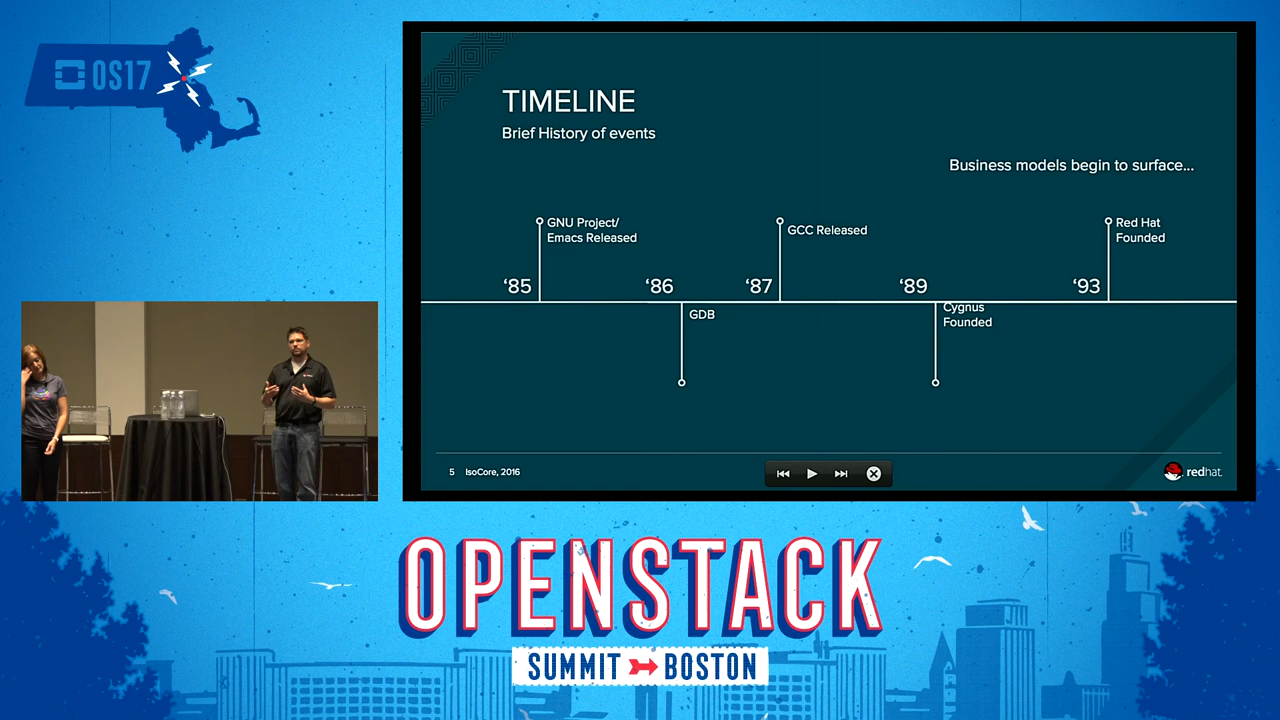 OS17
TIMELINE
Brief History of events
Business models begin to surface...
GNU Project/
Emacs Released
GCC Released
Red Hat
Founded
‘85
‘86
‘87
‘89
‘93
GDB
Cygnus
Founded
5 IsoCore, 2016
redhat.
OPENSTACK
SUMMIT BOSTON